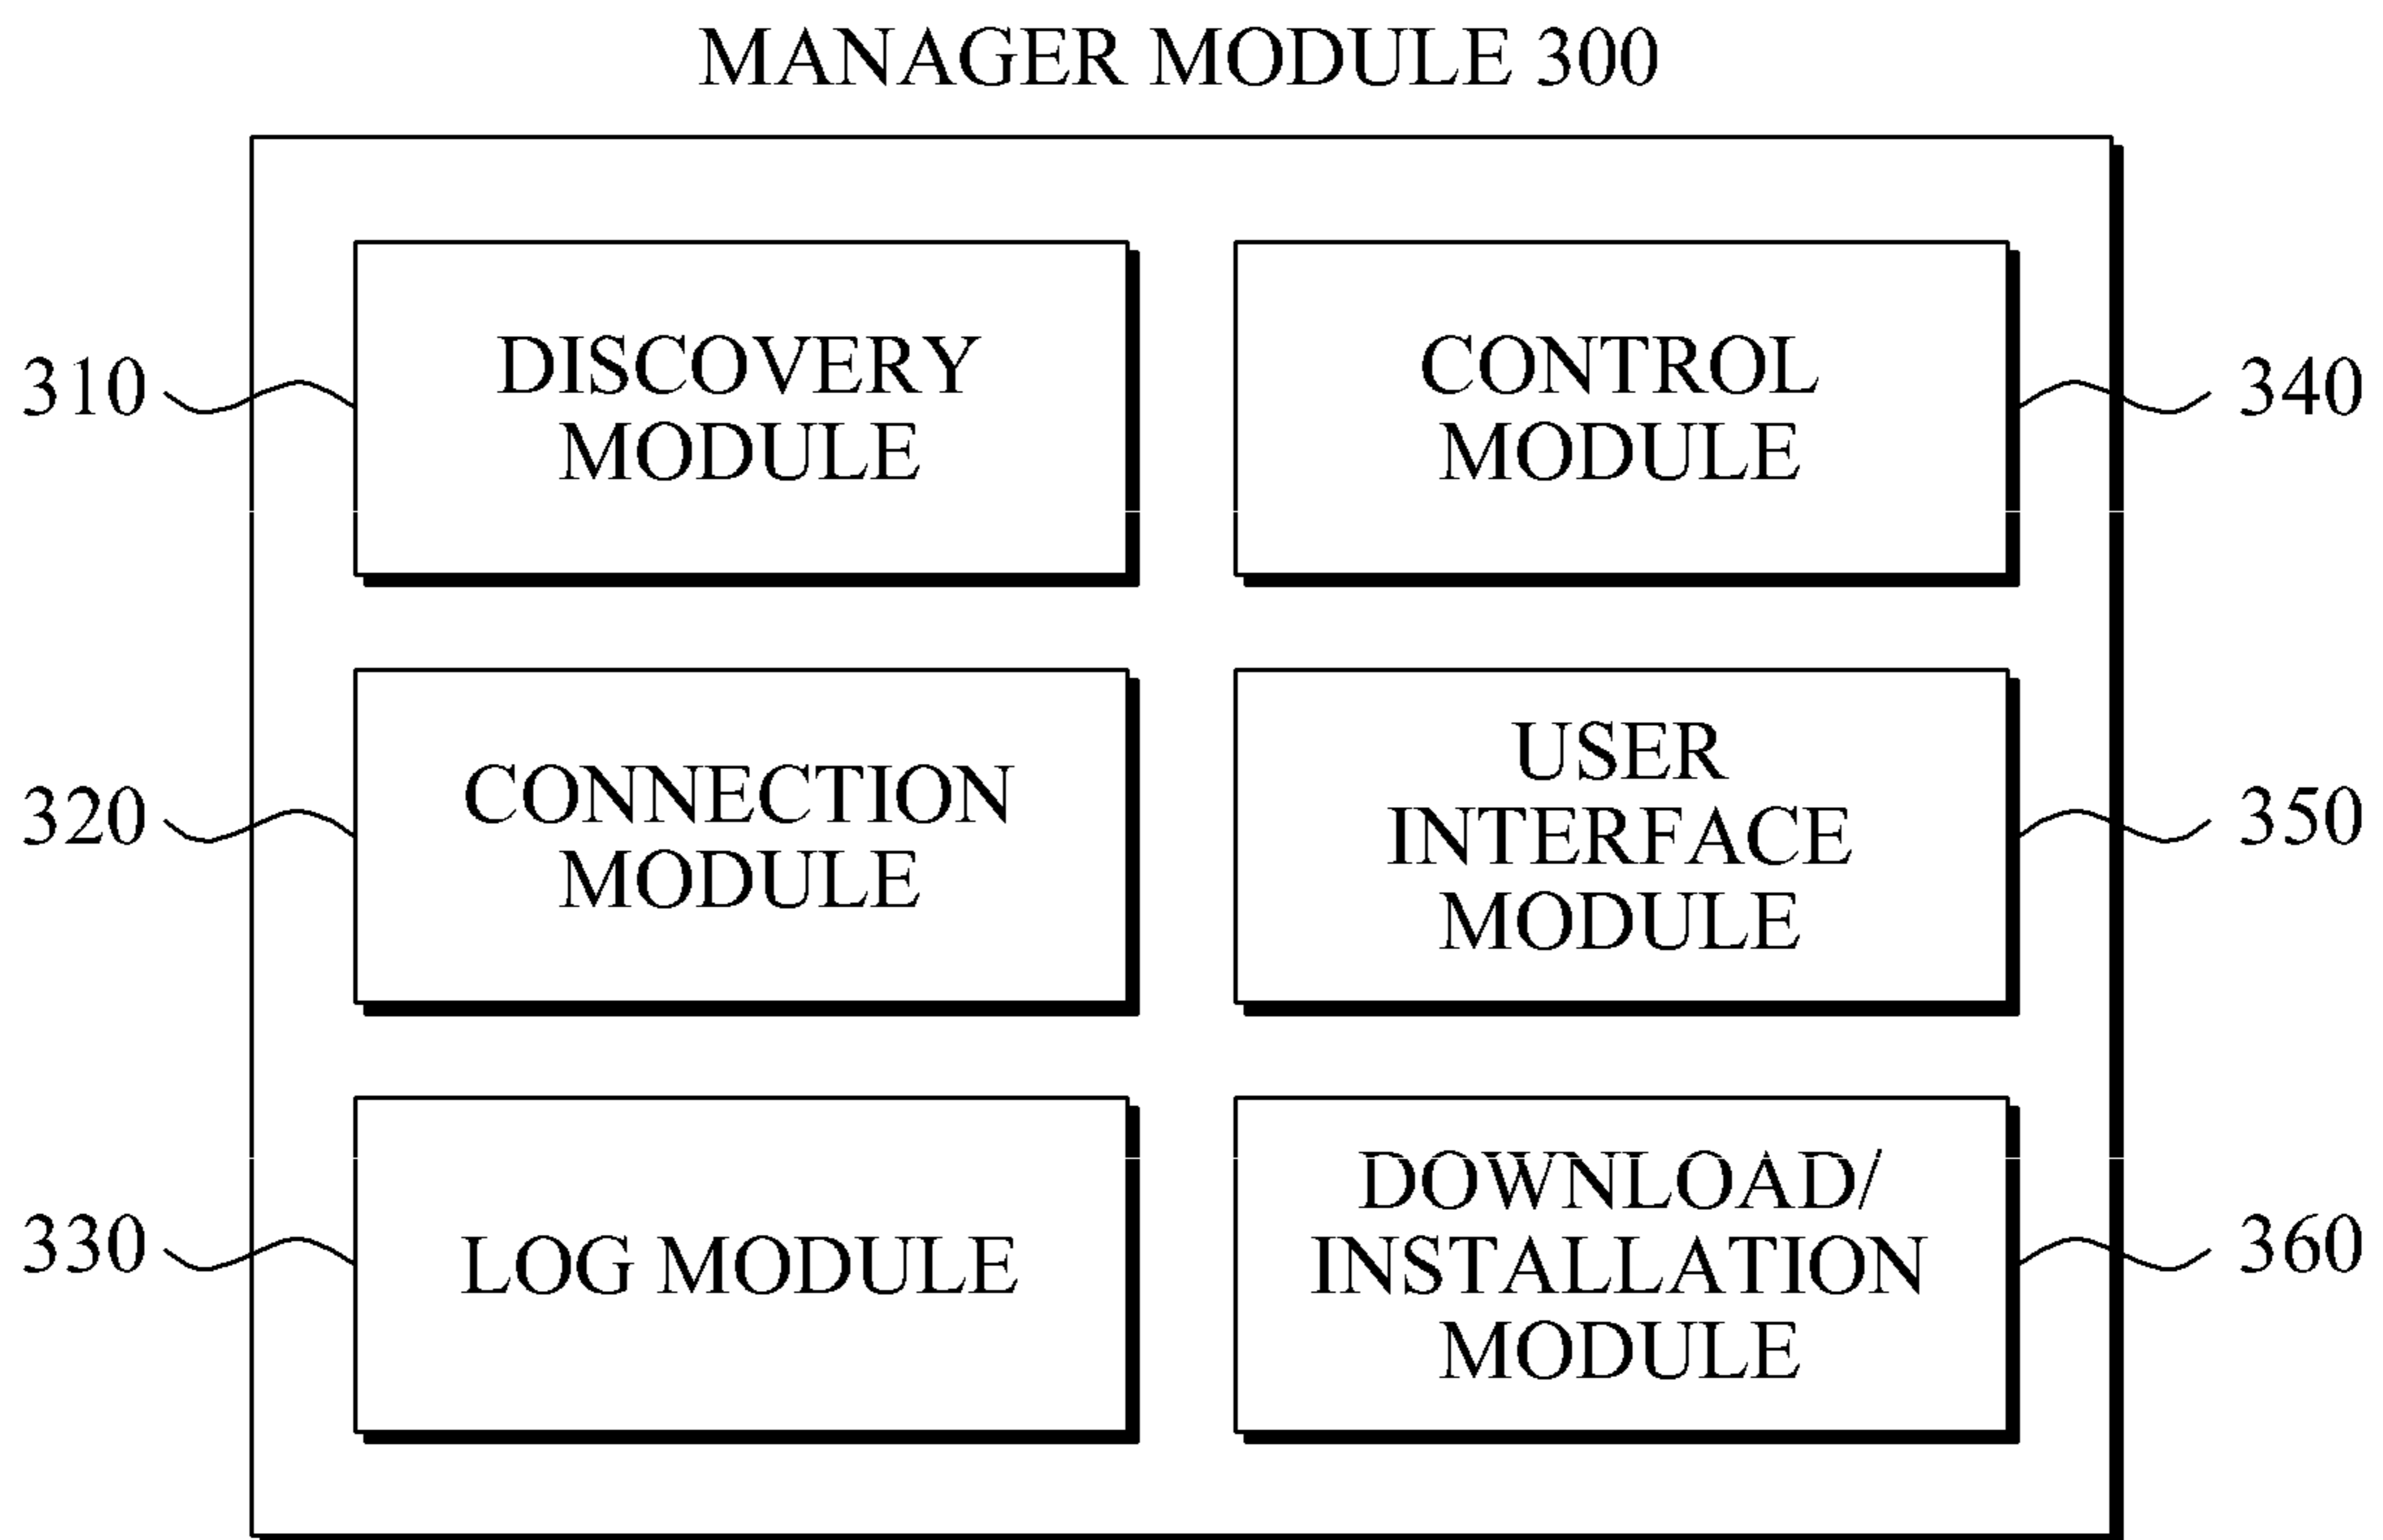 MANAGER MODULE 300
310
DISCOVERY
MODULE
320
CONNECTION
MODULE
330
LOG MODULE
340
CONTROL
MODULE
350
USER
INTERFACE
MODULE
360
DOWNLOAD/
INSTALLATION
MODULE